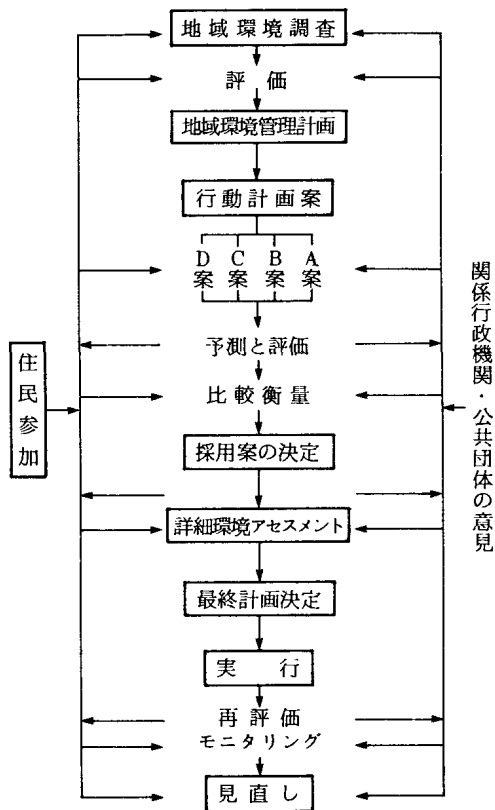 地域環境調査
評価
地域環境管理計画
行動計画案
D案 C案 B案 A案
予測と評価
比較衡量
採用案の決定
詳細環境アセスメント
最終計画決定
実行
再評価
モニタリング
見直し
住民参加
関係行政機関・公共団体の意見